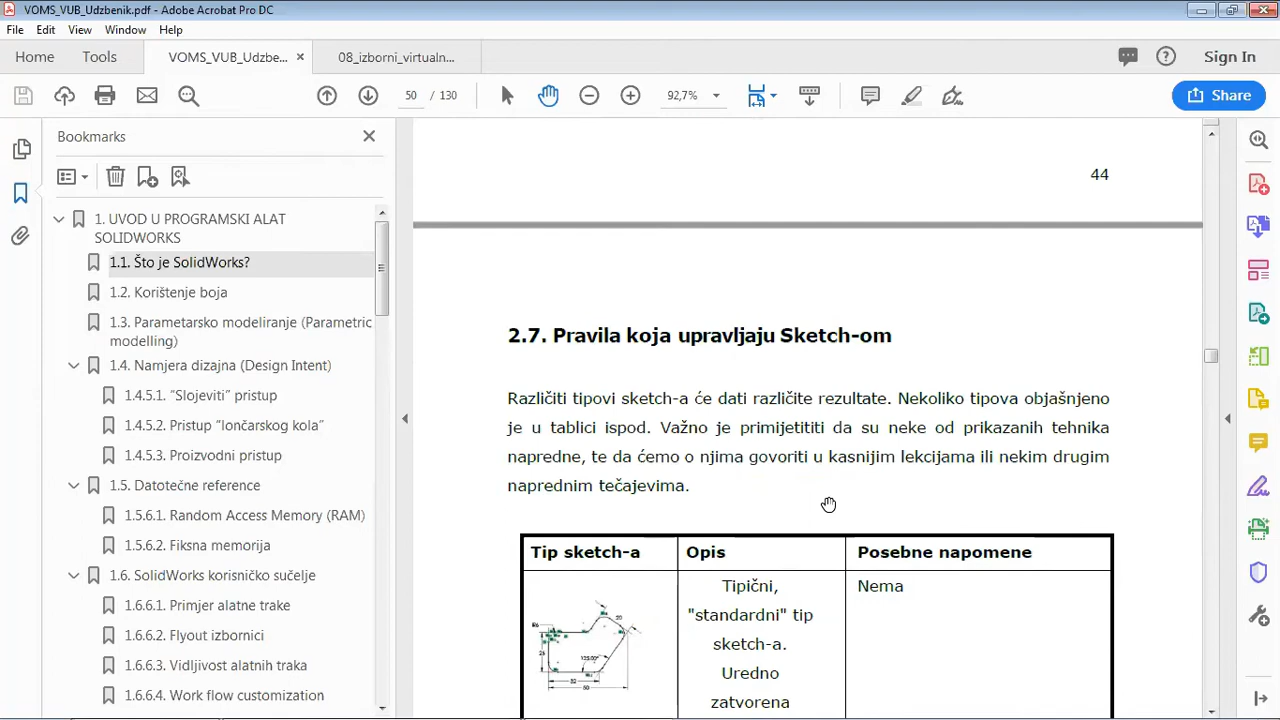 VOMS_VUB_Udzbenik.pdf - Adobe Acrobat Pro DC
File Edit View Window Help
Home Tools VOMS_VUB_Udzbe... 08_izborni_virtualn... Sign In
50 / 130 92,7% Share
Bookmarks
1. UVOD U PROGRAMSKI ALAT
SOLIDWORKS
1.1. Što je SolidWorks?
1.2. Korištenje boja
1.3. Parametarsko modeliranje (Parametric
modelling)
1.4. Namjera dizajna (Design Intent)
1.4.5.1. “Slojeviti” pristup
1.4.5.2. Pristup “lončarskog kola”
1.4.5.3. Proizvodni pristup
1.5. Datotečne reference
1.5.6.1. Random Access Memory (RAM)
1.5.6.2. Fiksna memorija
1.6. SolidWorks korisničko sučelje
1.6.6.1. Primjer alatne trake
1.6.6.2. Flyout izbornici
1.6.6.3. Vidljivost alatnih traka
1.6.6.4. Work flow customization
44
2.7. Pravila koja upravljaju Sketch-om
Različiti tipovi sketch-a će dati različite rezultate. Nekoliko tipova objašnjeno
je u tablici ispod. Važno je primijetititi da su neke od prikazanih tehnika
napredne, te da ćemo o njima govoriti u kasnijim lekcijama ili nekim drugim
naprednim tečajevima.
Tip sketch-a Opis Posebne napomene
Tipični, Nema
"standardni" tip
sketch-a.
Uredno
zatvorena